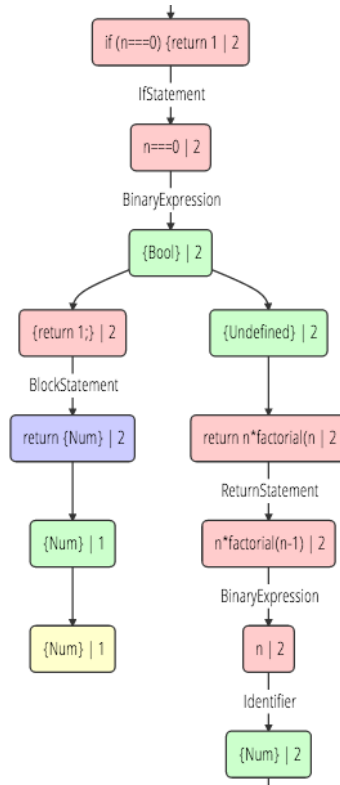 if (n===0) {return 1 | 2
IfStatement
n===0 | 2
BinaryExpression
{Bool} | 2
{return 1;} | 2
{Undefined} | 2
BlockStatement
return {Num} | 2
return n*factorial(n | 2
ReturnStatement
{Num} | 1
n*factorial(n-1) | 2
BinaryExpression
{Num} | 1
n | 2
Identifier
{Num} | 2